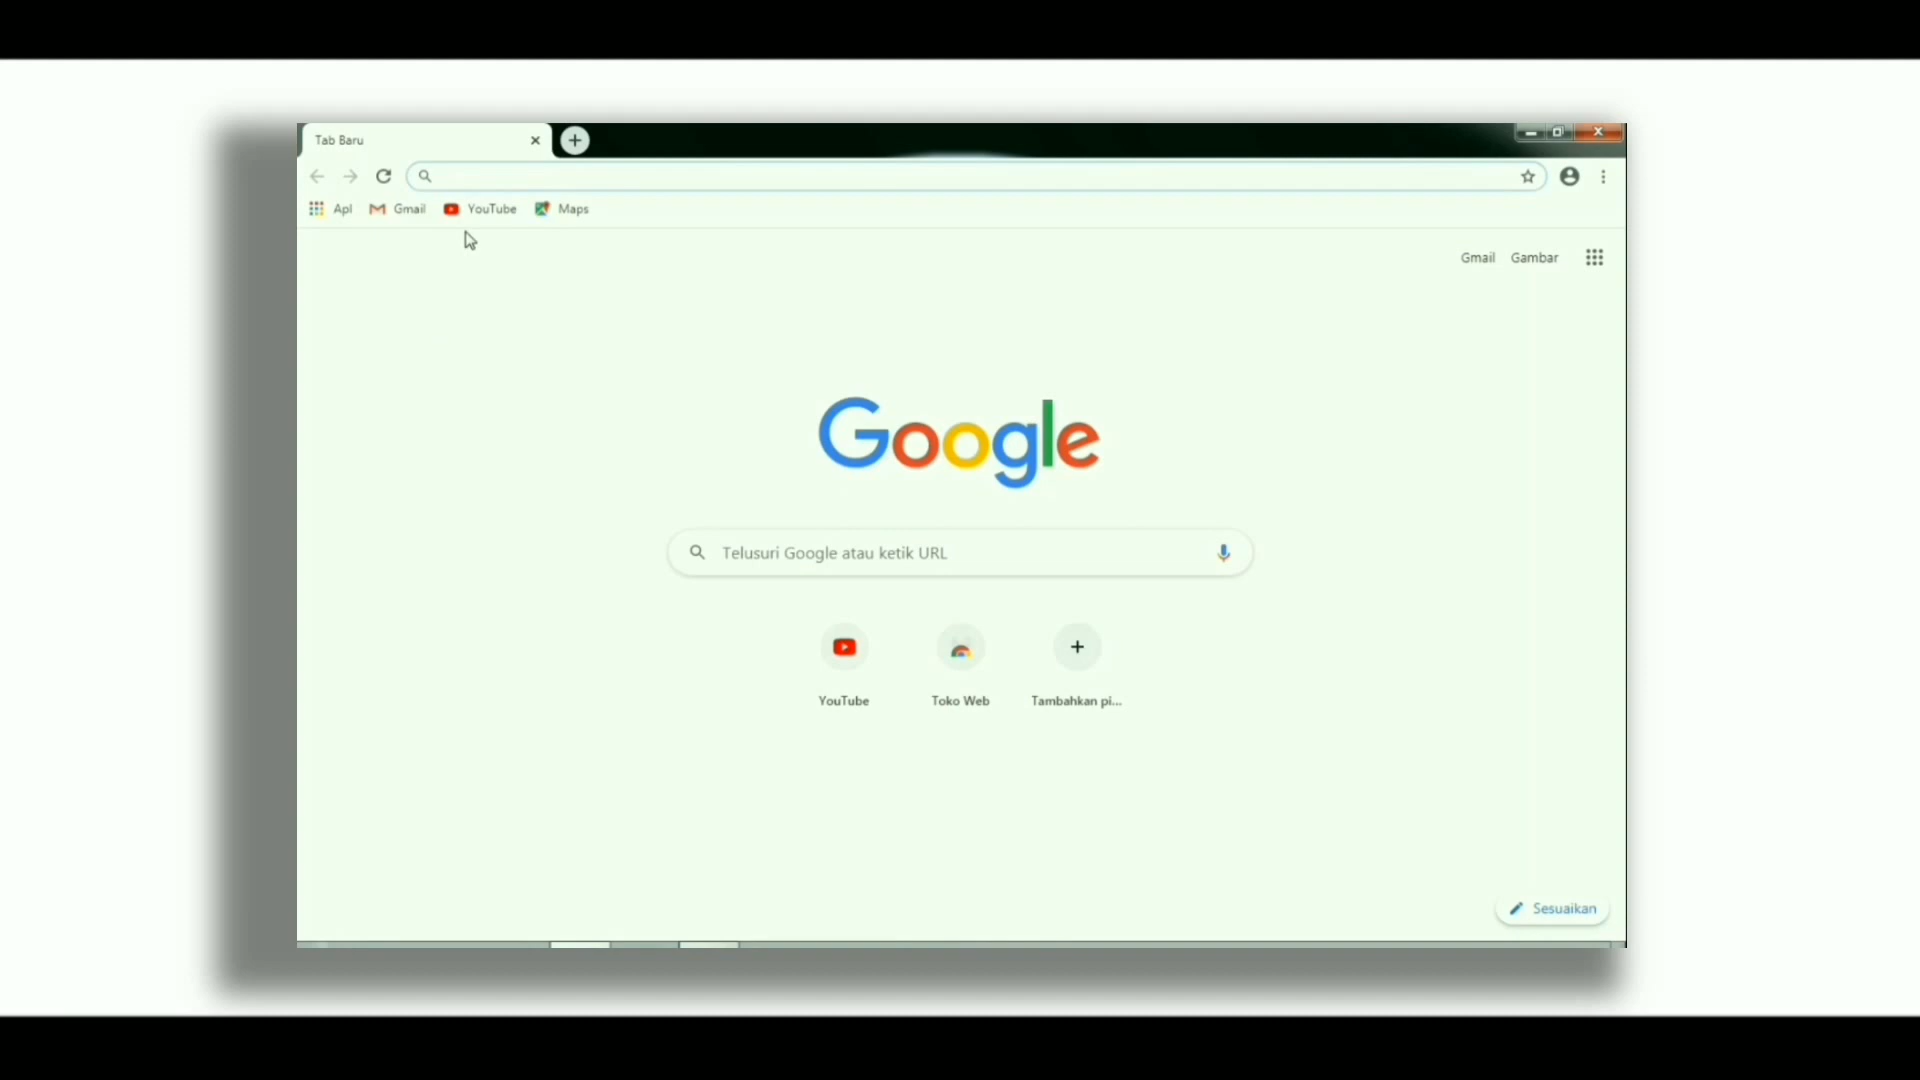 Tab Baru
Apl Gmail YouTube Maps
Gmail Gambar
Google
Telusuri Google atau ketik URL
YouTube Toko Web Tambahkan pi...
Sesuaikan